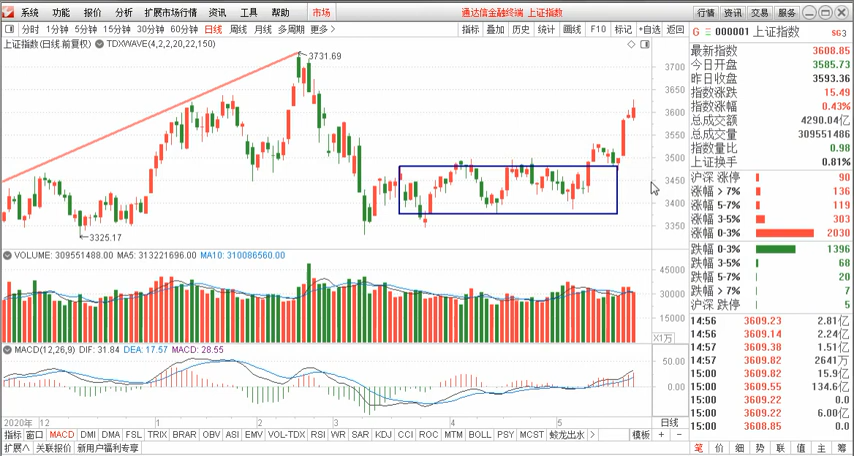 系统 功能 报价 分析 扩展市场行情 资讯 工具 帮助 市场 通达信金融终端 上证指数 行情 资讯 交易 服务
分时 1分钟 5分钟 15分钟 30分钟 60分钟 日线 周线 月线 多周期 更多> 指标 叠加 历史 统计 画线 F10 标记 +自选 返回
G 000001 上证指数 SG3
上证指数(日线 前复权) TDXWAVE(4,2,2,20,22,150)
3731.69
3325.17
3700
3650
3600
3550
3500
3450
3400
3350
最新指数 3608.85
今日开盘 3585.73
昨日收盘 3593.36
指数涨跌 15.49
指数涨幅 0.43%
总成交额 4290.04亿
总成交量 309551486
指数量比 0.98
上证换手 0.81%
沪深 涨停 90
涨幅 > 7% 136
涨幅 5-7% 119
涨幅 3-5% 303
涨幅 0-3% 2030
跌幅 0-3% 1396
跌幅 3-5% 68
跌幅 5-7% 20
跌幅 > 7% 7
沪深 跌停 5
VOLUME: 309551488.00 MA5: 313221696.00 MA10: 310086560.00
45000
30000
15000
X1万
MACD(12,26,9) DIF: 31.84 DEA: 17.57 MACD: 28.55
50.00
0.00
14:56 3609.23 2.81亿
14:56 3609.14 2.24亿
14:57 3609.38 1.51亿
14:57 3609.82 2641万
15:00 3609.82 15.9亿
15:00 3609.55 134.6亿
15:00 3609.22 0.0
15:00 3609.22 6.00亿
15:00 3608.85 0.0
2020年 12 1 2 3 4 5 日线
指标 窗口 MACD DMI DMA FSL TRIX BRAR OBV ASI EMV VOL-TDX RSI WR SAR KDJ CCI ROC MTM BOLL PSY MCST 蛟龙出水 > 模板 + −
扩展∧ 关联报价 新用户福利专享 笔 价 细 势 联 值 主 筹